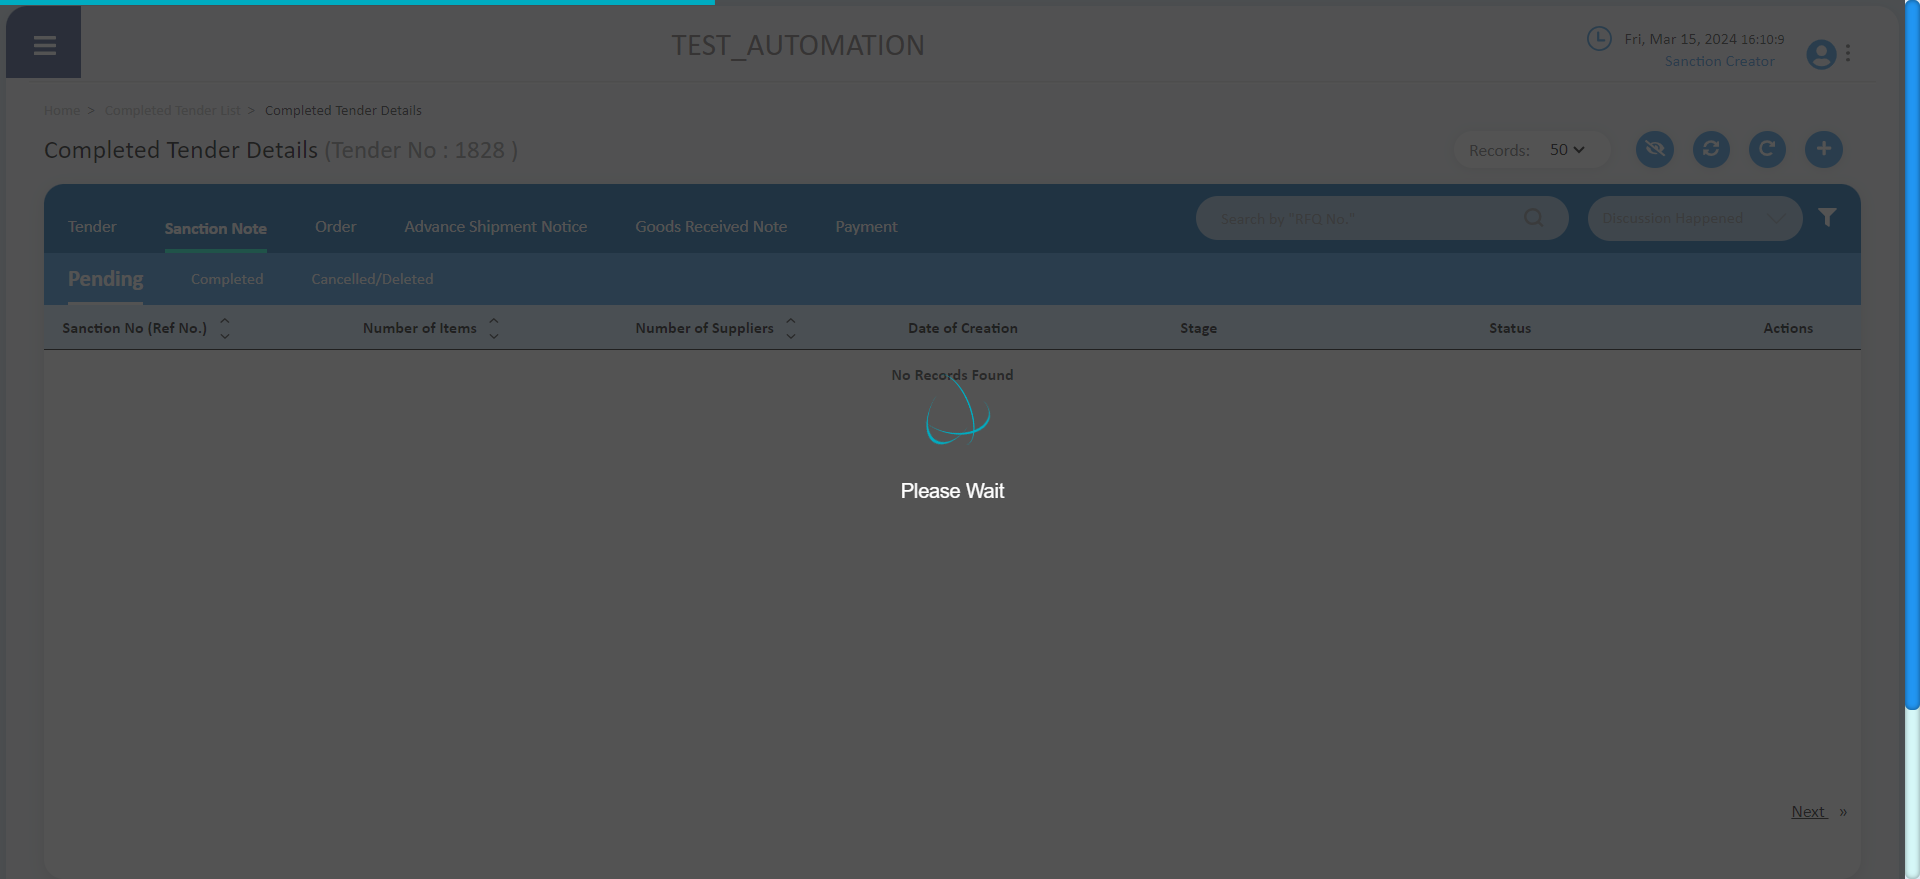 TEST_AUTOMATION
Fri, Mar 15, 2024 16:10:9
Sanction Creator
Home > Completed Tender List > Completed Tender Details
Completed Tender Details (Tender No : 1828 )
Records: 50
Tender Sanction Note Order Advance Shipment Notice Goods Received Note Payment
Search by "RFQ No."
Discussion Happened
Pending Completed Cancelled/Deleted
Sanction No (Ref No.) Number of Items Number of Suppliers Date of Creation Stage Status Actions
No Records Found
Please Wait
Next »